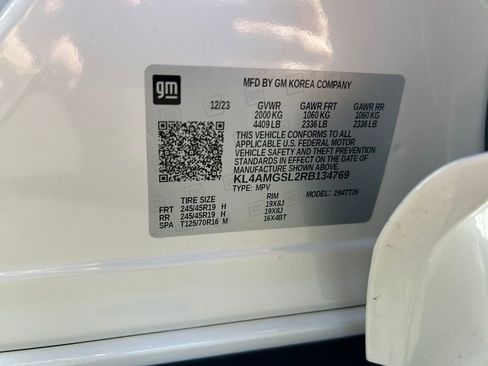 gm
MFD BY GM KOREA COMPANY
12/23 GVWR GAWR FRT GAWR RR
2000 KG 1060 KG 1060 KG
4409 LB 2336 LB 2336 LB
THIS VEHICLE CONFORMS TO ALL
APPLICABLE U.S. FEDERAL MOTOR
VEHICLE SAFETY AND THEFT PREVENTION
STANDARDS IN EFFECT ON THE DATE OF
MANUFACTURE SHOWN ABOVE.
KL4AMGSL2RB134769
TYPE: MPV MODEL: 294TT26
TIRE SIZE RIM
FRT 245/45R19 H 19X8J
RR 245/45R19 H 19X8J
SPA T125/70R16 M 16X4BT